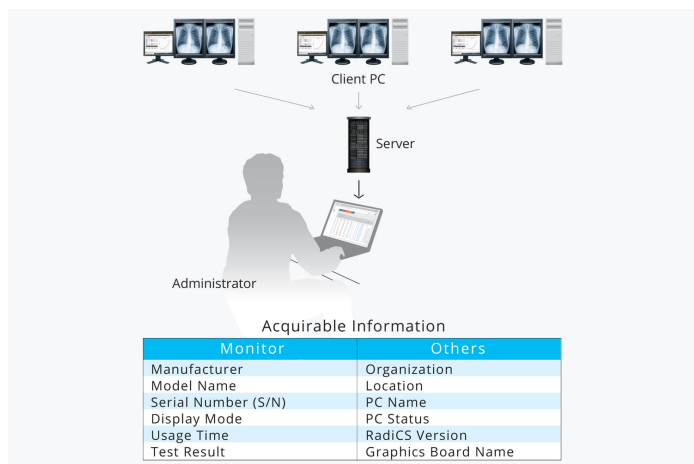 Client PC
Server
Administrator
Acquirable Information
Monitor Others
Manufacturer Organization
Model Name Location
Serial Number (S/N) PC Name
Display Mode PC Status
Usage Time RadiCS Version
Test Result Graphics Board Name